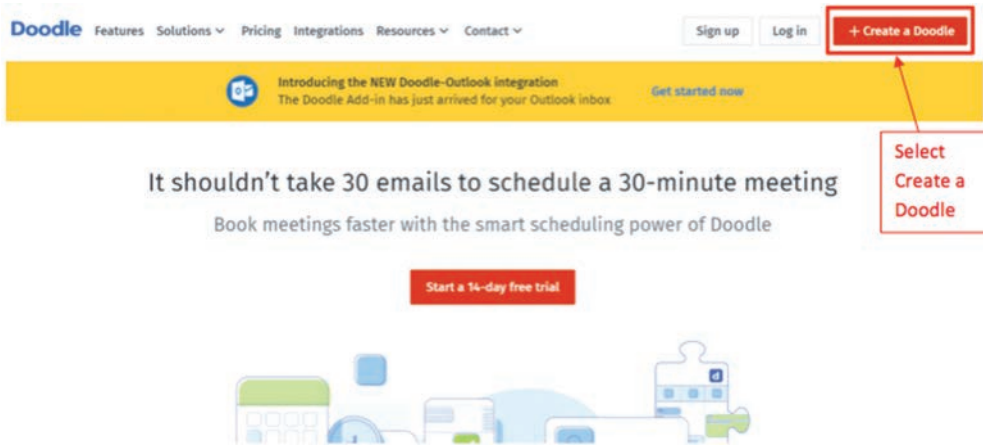 Doodle Features Solutions Pricing Integrations Resources Contact Sign up Log in + Create a Doodle
Introducing the NEW Doodle-Outlook integration
The Doodle Add-in has just arrived for your Outlook inbox
Get started now
Select
Create a
Doodle
It shouldn't take 30 emails to schedule a 30-minute meeting
Book meetings faster with the smart scheduling power of Doodle
Start a 14-day free trial
d